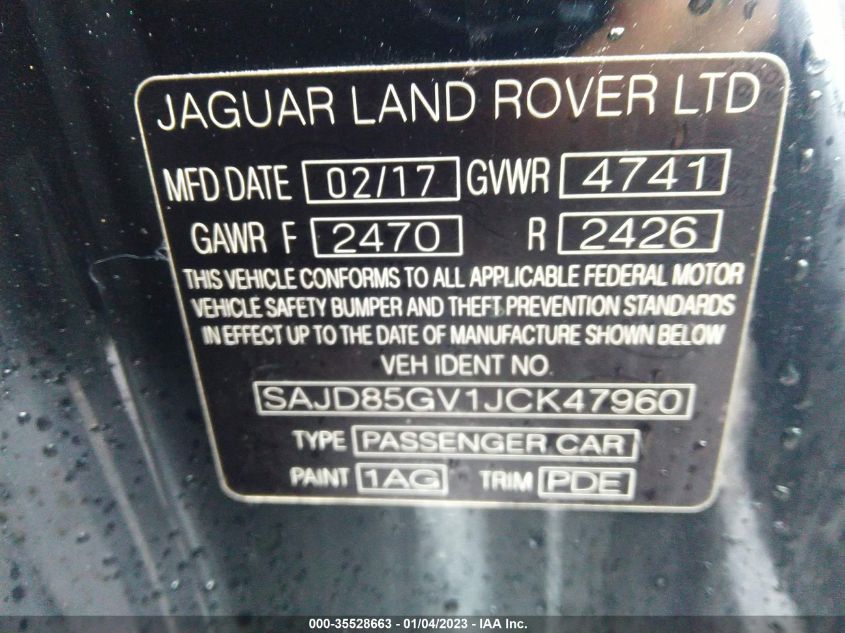 JAGUAR LAND ROVER LTD
MFD DATE 02/17 GVWR 4741
GAWR F 2470 R 2426
THIS VEHICLE CONFORMS TO ALL APPLICABLE FEDERAL MOTOR
VEHICLE SAFETY BUMPER AND THEFT PREVENTION STANDARDS
IN EFFECT UP TO THE DATE OF MANUFACTURE SHOWN BELOW
VEH IDENT NO.
SAJD85GV1JCK47960
TYPE PASSENGER CAR
PAINT 1AG TRIM PDE
000-35528663 - 01/04/2023 - IAA Inc.